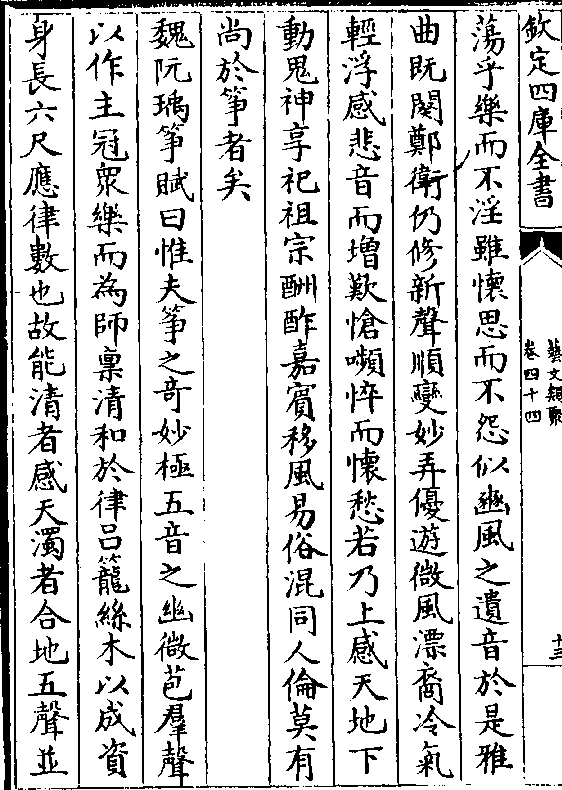 欽定四庫全書
藝文類聚
卷四十四
十三
蕩乎樂而不淫雖懷思而不怨似豳風之遺音於是雅
曲既闋鄭衛仍修新聲順變妙弄優遊微風漂裔冷氣
輕浮感悲音而增歎愴嚬悴而懷愁若乃上感天地下
動鬼神享祀祖宗酬酢嘉賓移風易俗混同人倫莫有
尚於箏者矣
魏阮瑀箏賦曰惟夫箏之奇妙極五音之幽微苞羣聲
以作主冠眾樂而為師稟清和於律呂籠絲木以成資
身長六尺應律數也故能清者感天濁者合地五聲並